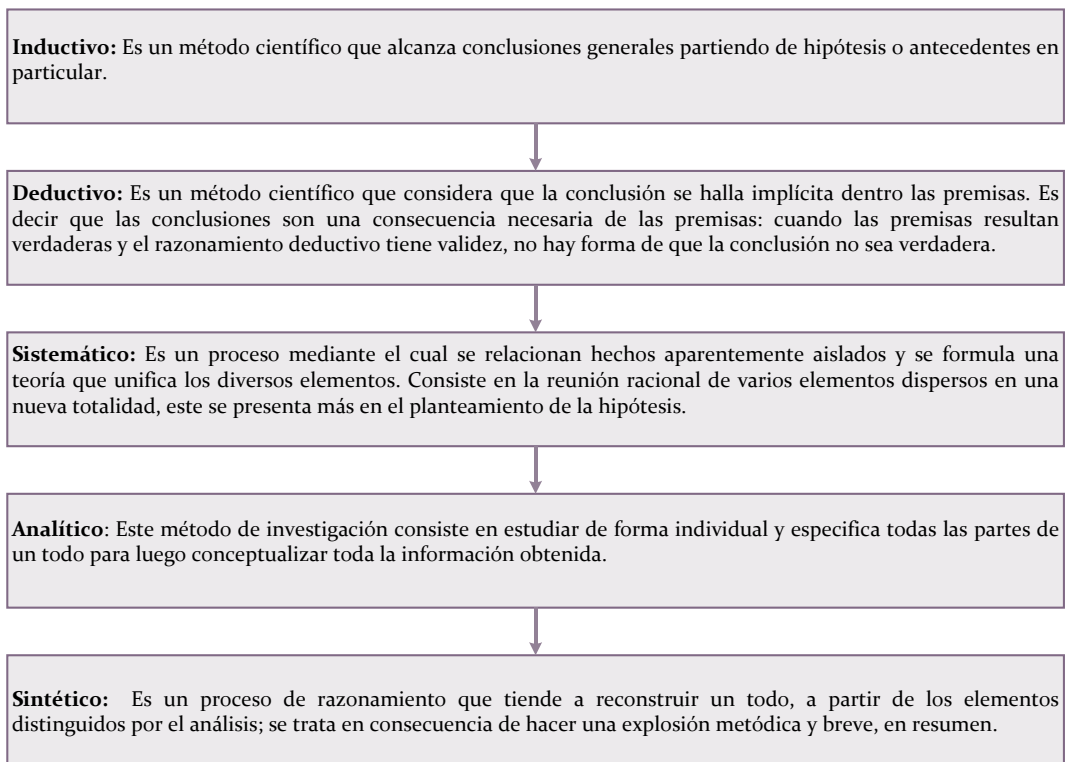 Inductivo: Es un método científico que alcanza conclusiones generales partiendo de hipótesis o antecedentes en
particular.
Deductivo: Es un método científico que considera que la conclusión se halla implícita dentro las premisas. Es
decir que las conclusiones son una consecuencia necesaria de las premisas: cuando las premisas resultan
verdaderas y el razonamiento deductivo tiene validez, no hay forma de que la conclusión no sea verdadera.
Sistemático: Es un proceso mediante el cual se relacionan hechos aparentemente aislados y se formula una
teoría que unifica los diversos elementos. Consiste en la reunión racional de varios elementos dispersos en una
nueva totalidad, este se presenta más en el planteamiento de la hipótesis.
Analítico: Este método de investigación consiste en estudiar de forma individual y especifica todas las partes de
un todo para luego conceptualizar toda la información obtenida.
Sintético: Es un proceso de razonamiento que tiende a reconstruir un todo, a partir de los elementos
distinguidos por el análisis; se trata en consecuencia de hacer una explosión metódica y breve, en resumen.